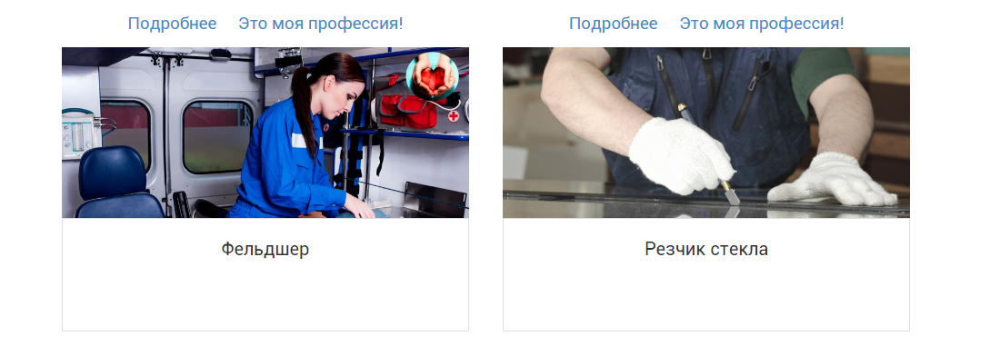 Подробнее Это моя профессия! Подробнее Это моя профессия!
Фельдшер Резчик стекла